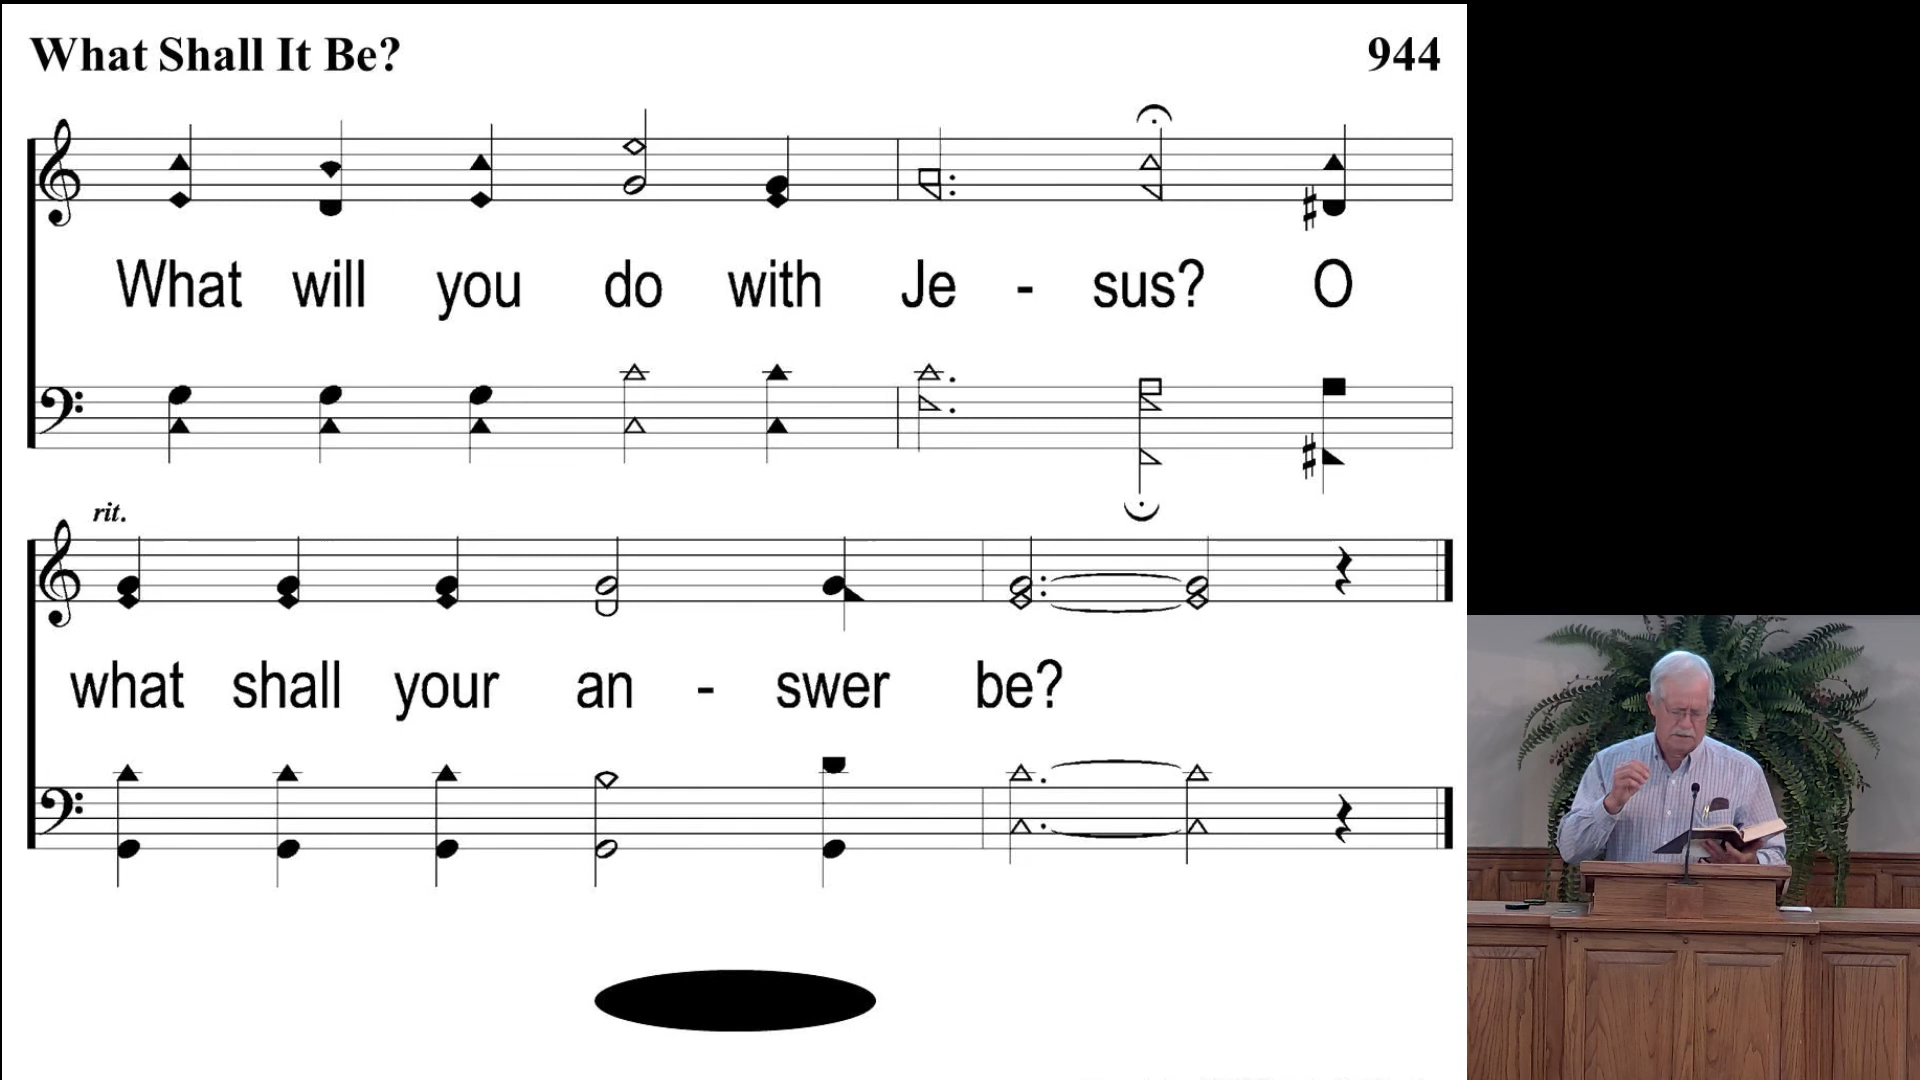 What Shall It Be? 944
What will you do with Je - sus? O
rit.
what shall your an - swer be?